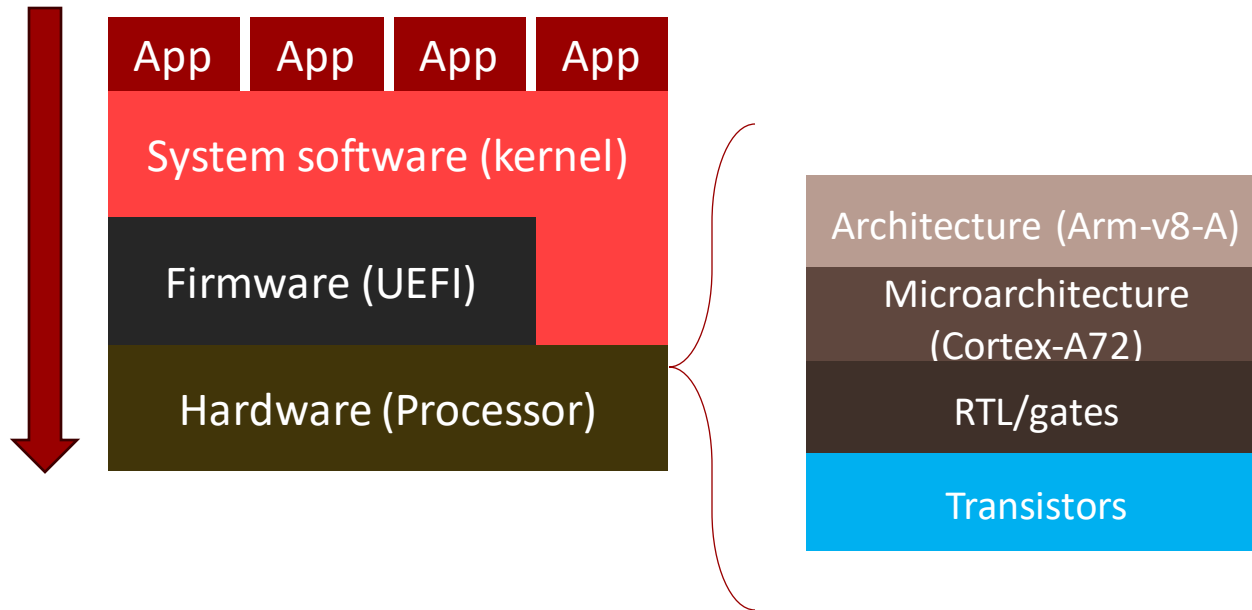 App App App App
System software (kernel)
Firmware (UEFI)
Hardware (Processor)
Architecture (Arm-v8-A)
Microarchitecture
(Cortex-A72)
RTL/gates
Transistors